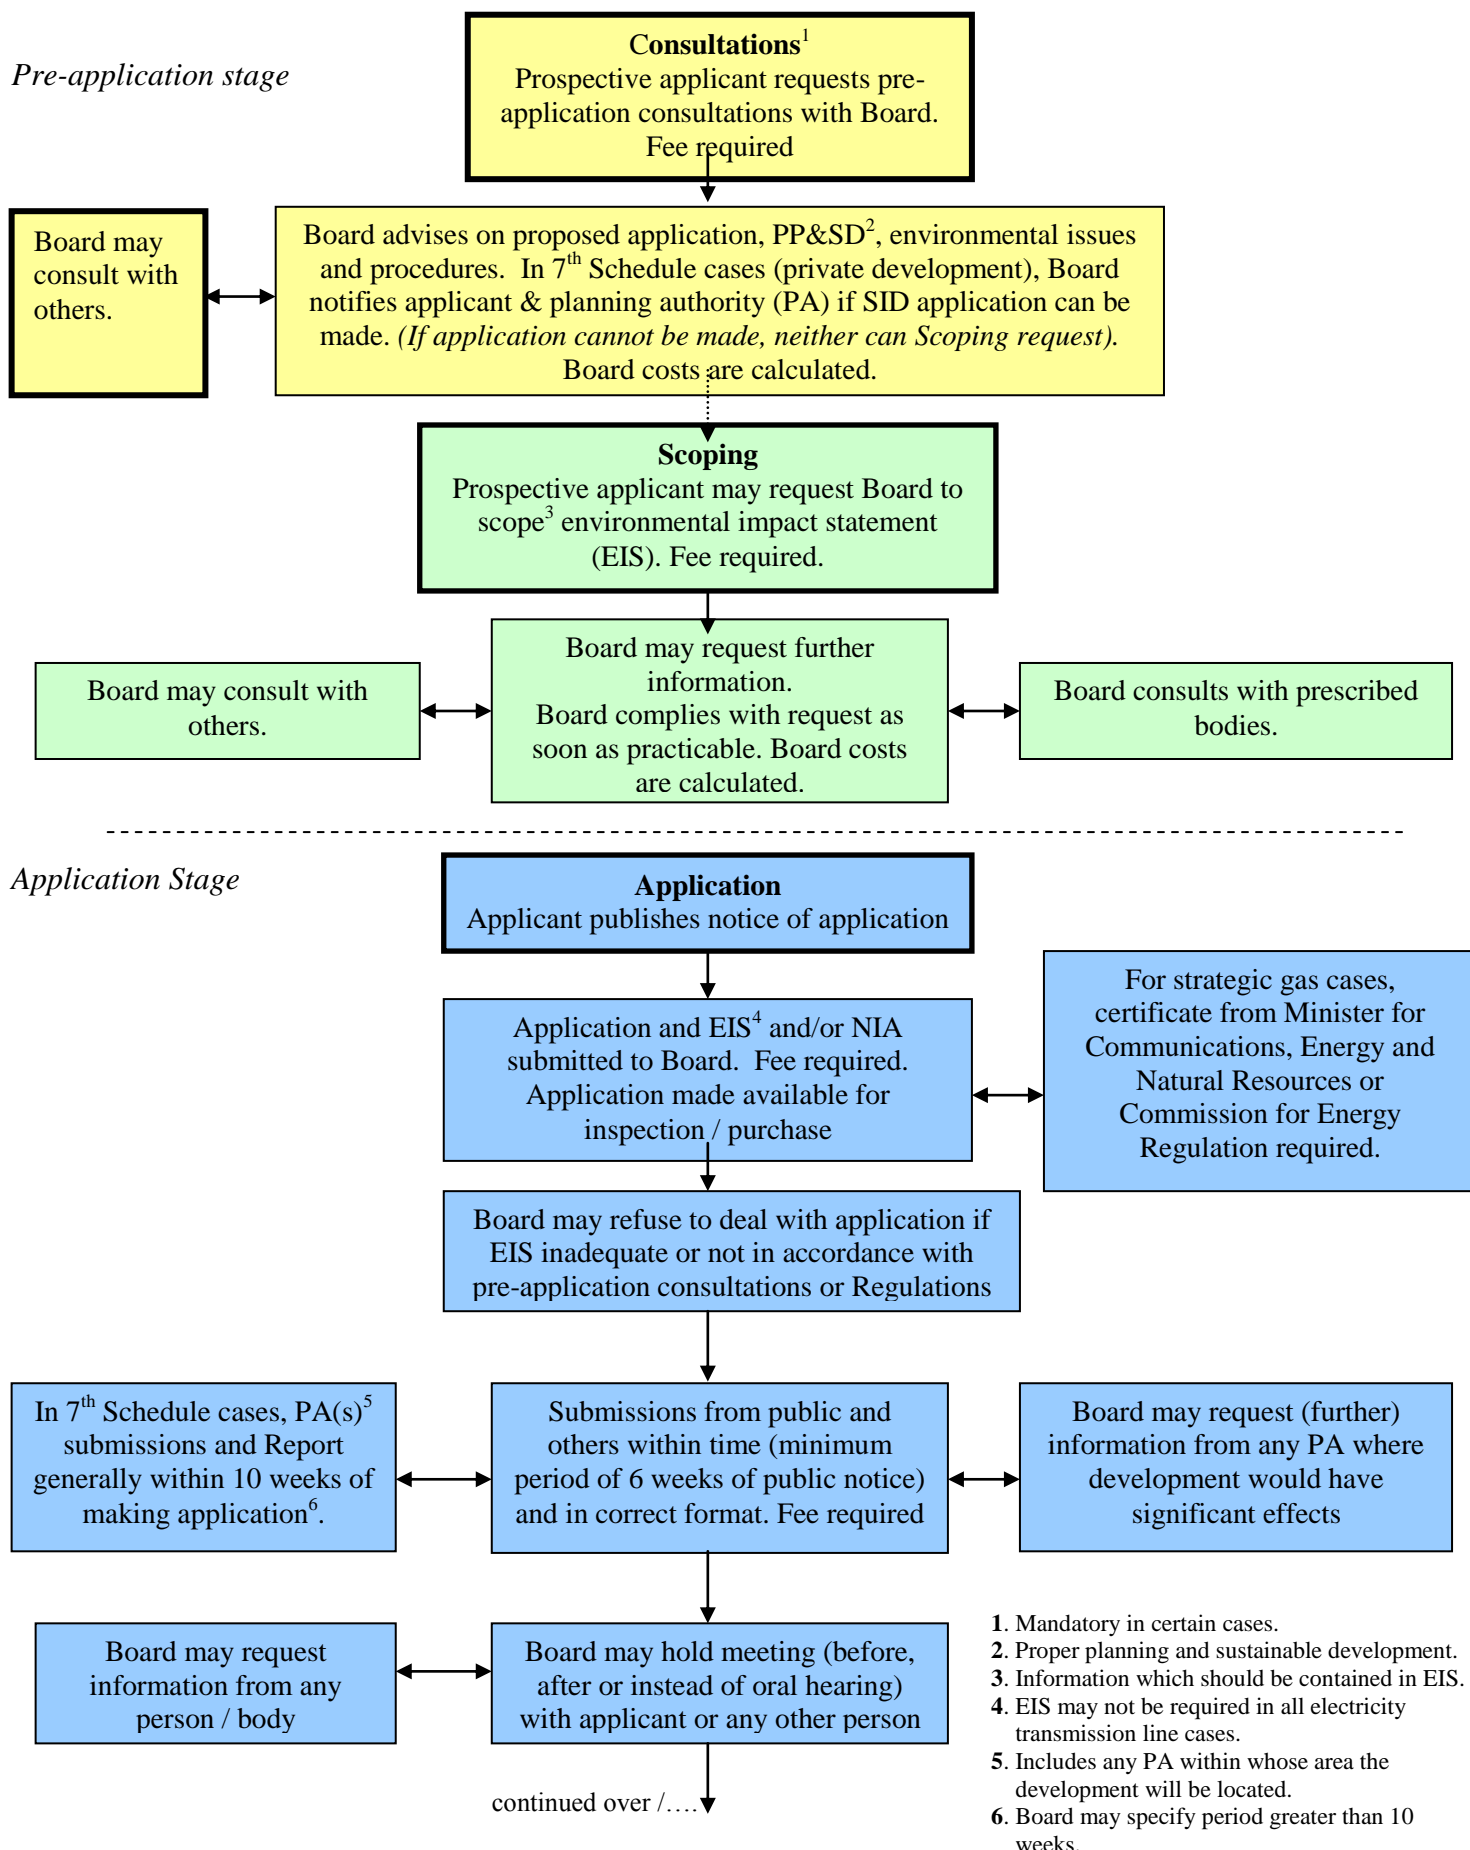 Pre-application stage
Consultations1
Prospective applicant requests pre-
application consultations with Board.
Fee required
Board may
consult with
others.
Board advises on proposed application, PP&SD2, environmental issues
and procedures. In 7th Schedule cases (private development), Board
notifies applicant & planning authority (PA) if SID application can be
made. (If application cannot be made, neither can Scoping request).
Board costs are calculated.
Scoping
Prospective applicant may request Board to
scope3 environmental impact statement
(EIS). Fee required.
Board may consult with
others.
Board may request further
information.
Board complies with request as
soon as practicable. Board costs
are calculated.
Board consults with prescribed
bodies.
Application Stage
Application
Applicant publishes notice of application
Application and EIS4 and/or NIA
submitted to Board. Fee required.
Application made available for
inspection / purchase
For strategic gas cases,
certificate from Minister for
Communications, Energy and
Natural Resources or
Commission for Energy
Regulation required.
Board may refuse to deal with application if
EIS inadequate or not in accordance with
pre-application consultations or Regulations
In 7th Schedule cases, PA(s)5
submissions and Report
generally within 10 weeks of
making application6.
Submissions from public and
others within time (minimum
period of 6 weeks of public notice)
and in correct format. Fee required
Board may request (further)
information from any PA where
development would have
significant effects
Board may request
information from any
person / body
Board may hold meeting (before,
after or instead of oral hearing)
with applicant or any other person
continued over /….
1. Mandatory in certain cases.
2. Proper planning and sustainable development.
3. Information which should be contained in EIS.
4. EIS may not be required in all electricity
transmission line cases.
5. Includes any PA within whose area the
development will be located.
6. Board may specify period greater than 10
weeks.